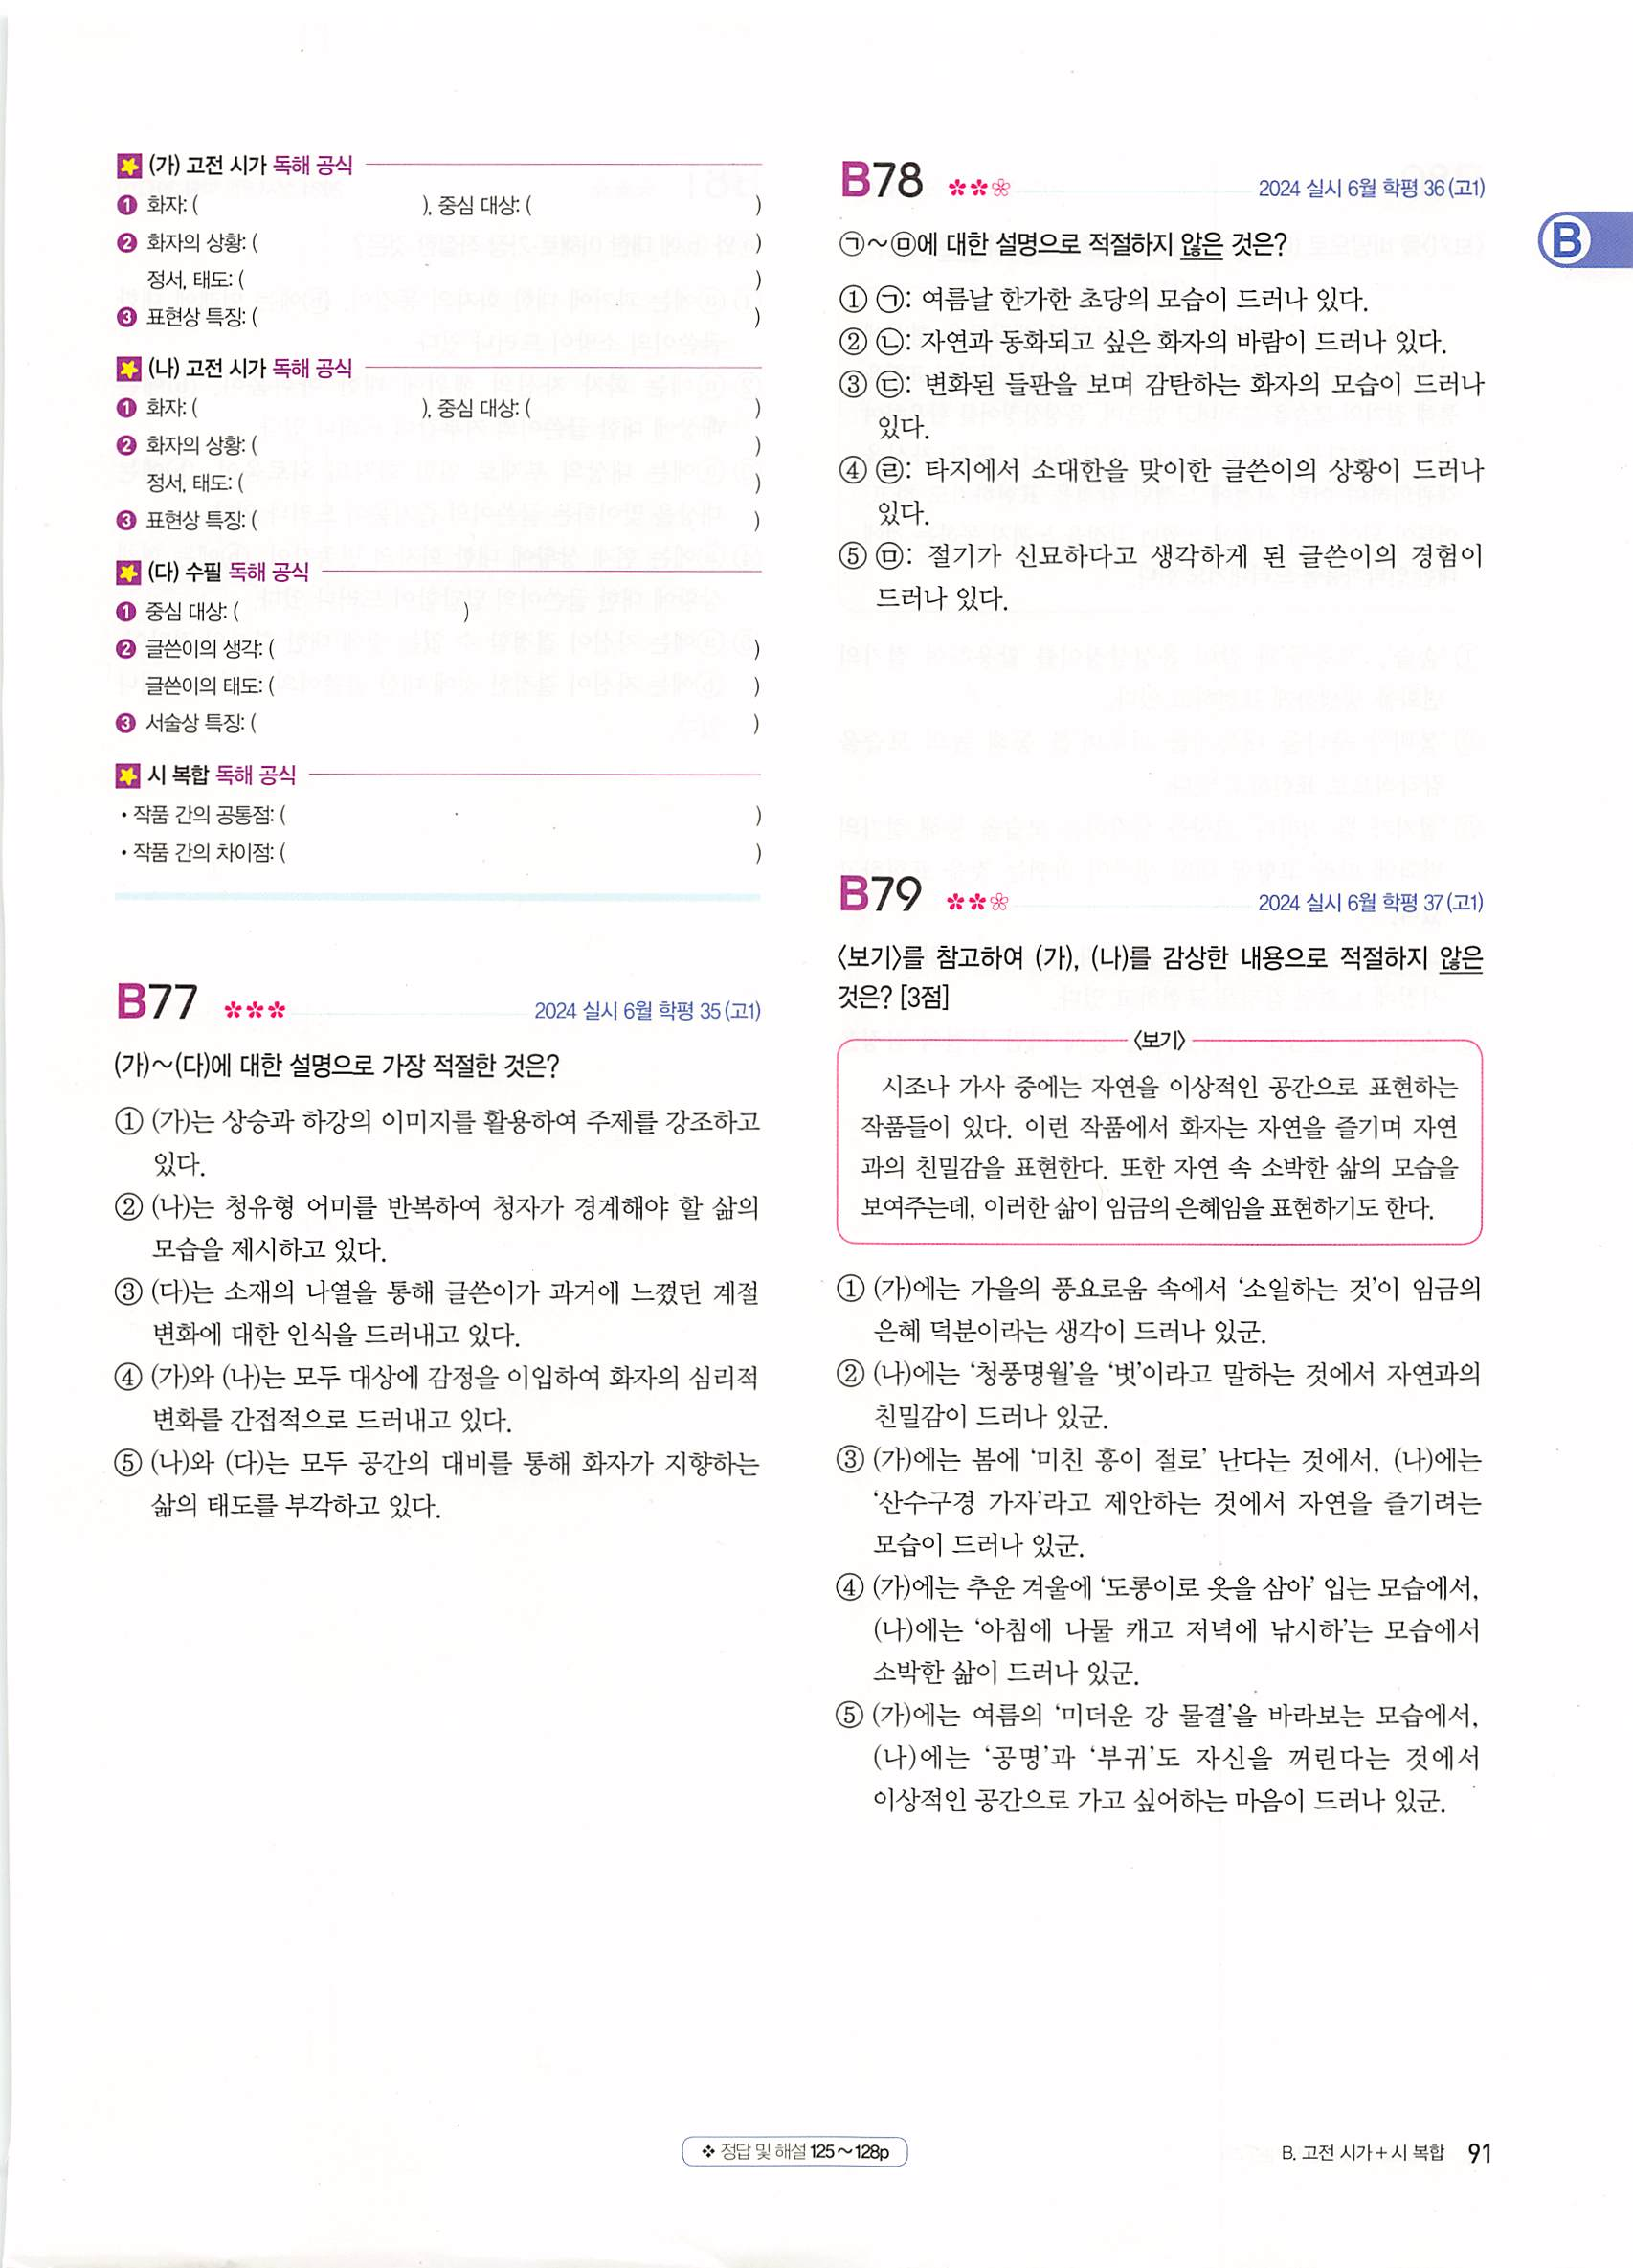 (가) 고전 시가 독해 공식
❶ 화자: ( ), 중심 대상: ( )
❷ 화자의 상황: ( )
정서, 태도: ( )
❸ 표현상 특징: ( )
(나) 고전 시가 독해 공식
❶ 화자: ( ), 중심 대상: ( )
❷ 화자의 상황: ( )
정서, 태도: ( )
❸ 표현상 특징: ( )
(다) 수필 독해 공식
❶ 중심 대상: ( )
❷ 글쓴이의 생각: ( )
글쓴이의 태도: ( )
❸ 서술상 특징: ( )
시 복합 독해 공식
• 작품 간의 공통점: ( )
• 작품 간의 차이점: ( )
B77 2024 실시 6월 학평 35(고1)
(가)~(다)에 대한 설명으로 가장 적절한 것은?
① (가)는 상승과 하강의 이미지를 활용하여 주제를 강조하고
있다.
② (나)는 청유형 어미를 반복하여 청자가 경계해야 할 삶의
모습을 제시하고 있다.
③ (다)는 소재의 나열을 통해 글쓴이가 과거에 느꼈던 계절
변화에 대한 인식을 드러내고 있다.
④ (가)와 (나)는 모두 대상에 감정을 이입하여 화자의 심리적
변화를 간접적으로 드러내고 있다.
⑤ (나)와 (다)는 모두 공간의 대비를 통해 화자가 지향하는
삶의 태도를 부각하고 있다.
B78 2024 실시 6월 학평 36(고1)
㉠~㉤에 대한 설명으로 적절하지 않은 것은?
① ㉠: 여름날 한가한 초당의 모습이 드러나 있다.
② ㉡: 자연과 동화되고 싶은 화자의 바람이 드러나 있다.
③ ㉢: 변화된 들판을 보며 감탄하는 화자의 모습이 드러나
있다.
④ ㉣: 타지에서 소대한을 맞이한 글쓴이의 상황이 드러나
있다.
⑤ ㉤: 절기가 신묘하다고 생각하게 된 글쓴이의 경험이
드러나 있다.
B79 2024 실시 6월 학평 37(고1)
〈보기〉를 참고하여 (가), (나)를 감상한 내용으로 적절하지 않은
것은? [3점]
〈보기〉
시조나 가사 중에는 자연을 이상적인 공간으로 표현하는
작품들이 있다. 이런 작품에서 화자는 자연을 즐기며 자연
과의 친밀감을 표현한다. 또한 자연 속 소박한 삶의 모습을
보여주는데, 이러한 삶이 임금의 은혜임을 표현하기도 한다.
① (가)에는 가을의 풍요로움 속에서 ‘소일하는 것’이 임금의
은혜 덕분이라는 생각이 드러나 있군.
② (나)에는 ‘청풍명월’을 ‘벗’이라고 말하는 것에서 자연과의
친밀감이 드러나 있군.
③ (가)에는 봄에 ‘미친 흥이 절로’ 난다는 것에서, (나)에는
‘산수구경 가자’라고 제안하는 것에서 자연을 즐기려는
모습이 드러나 있군.
④ (가)에는 추운 겨울에 ‘도롱이로 옷을 삼아’ 입는 모습에서,
(나)에는 ‘아침에 나물 캐고 저녁에 낚시하’는 모습에서
소박한 삶이 드러나 있군.
⑤ (가)에는 여름의 ‘미더운 강 물결’을 바라보는 모습에서,
(나)에는 ‘공명’과 ‘부귀’도 자신을 꺼린다는 것에서
이상적인 공간으로 가고 싶어하는 마음이 드러나 있군.
B
❖ 정답 및 해설 125~128p
B. 고전 시가+시 복합 91